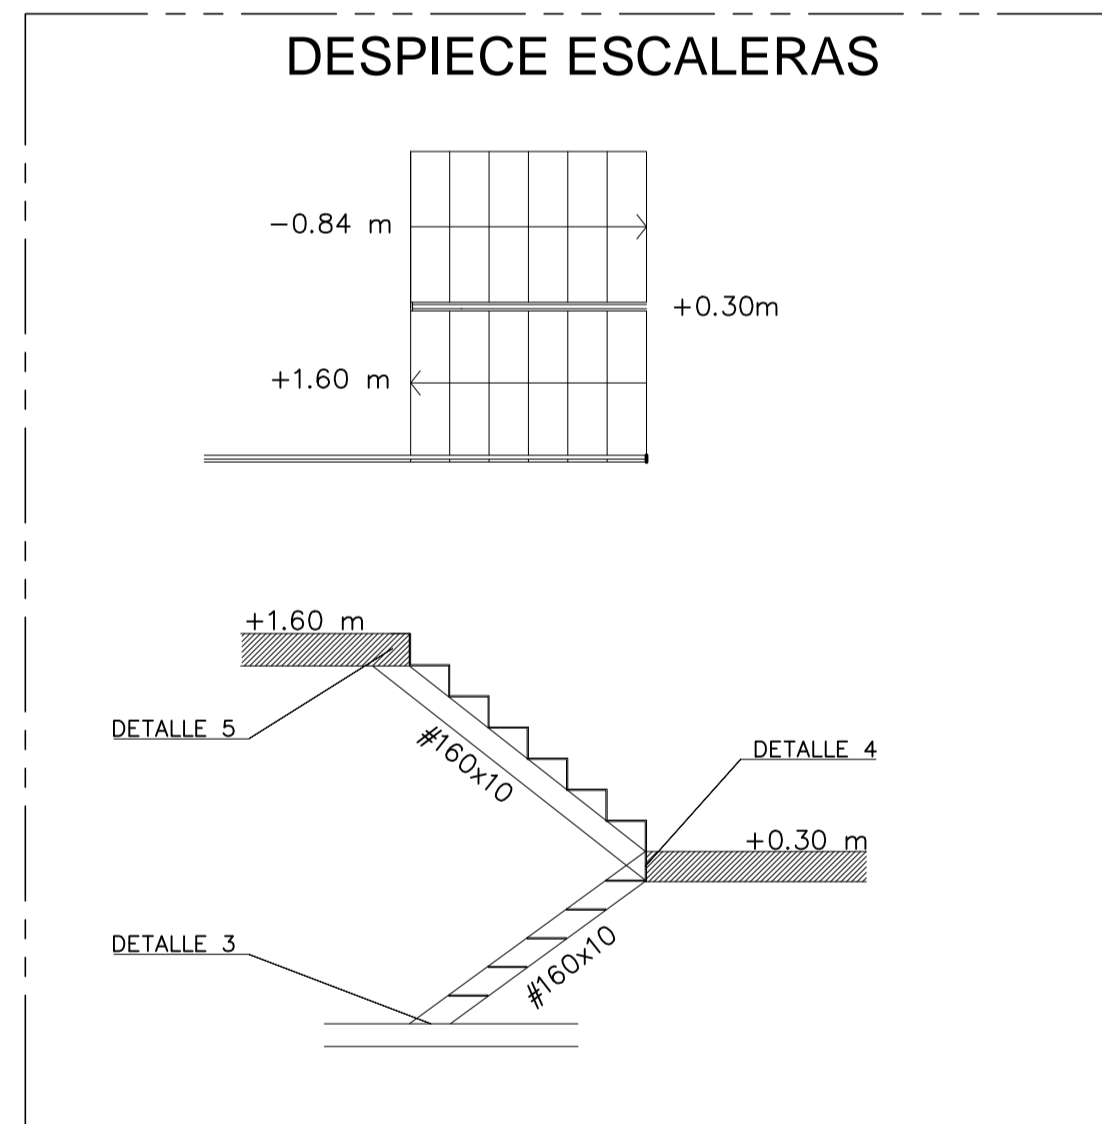 DESPIECE ESCALERAS
-0.84 m
+0.30m
+1.60 m
+1.60 m
DETALLE 5
#160x10
DETALLE 4
+0.30 m
DETALLE 3
#160x10